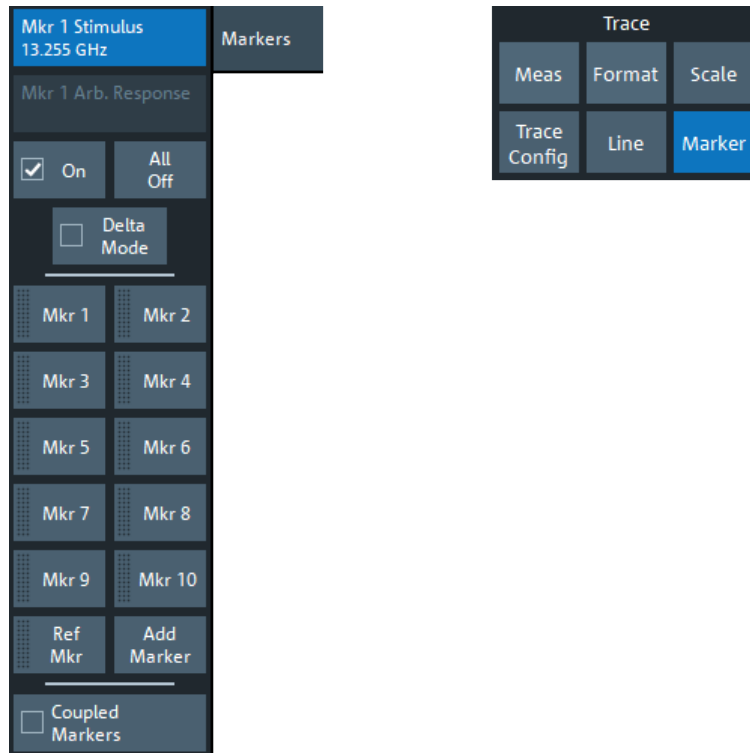 Mkr 1 Stimulus
13.255 GHz
Markers
Mkr 1 Arb. Response
On
All
Off
Delta
Mode
Mkr 1
Mkr 2
Mkr 3
Mkr 4
Mkr 5
Mkr 6
Mkr 7
Mkr 8
Mkr 9
Mkr 10
Ref
Mkr
Add
Marker
Coupled
Markers
Trace
Meas
Format
Scale
Trace
Config
Line
Marker